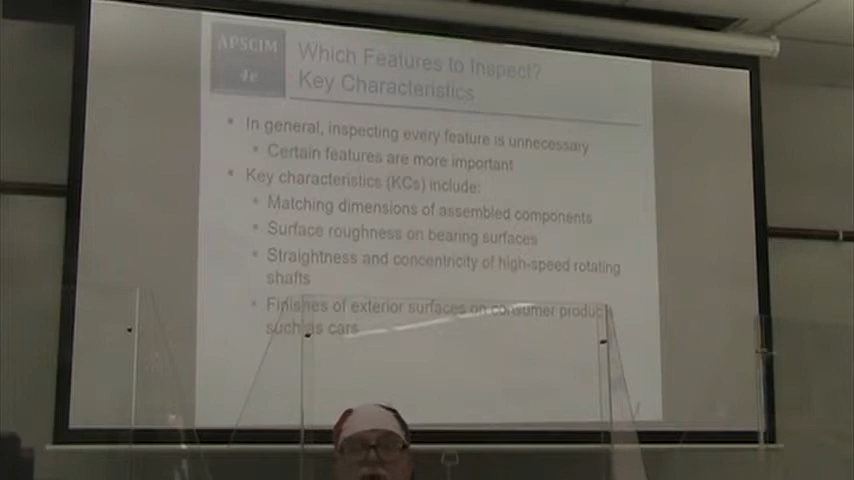 APSCIM
4e
Which Features to Inspect?
Key Characteristics
• In general, inspecting every feature is unnecessary
• Certain features are more important
• Key characteristics (KCs) include:
• Matching dimensions of assembled components
• Surface roughness on bearing surfaces
• Straightness and concentricity of high-speed rotating
shafts
• Finishes of exterior surfaces on consumer products
such as cars